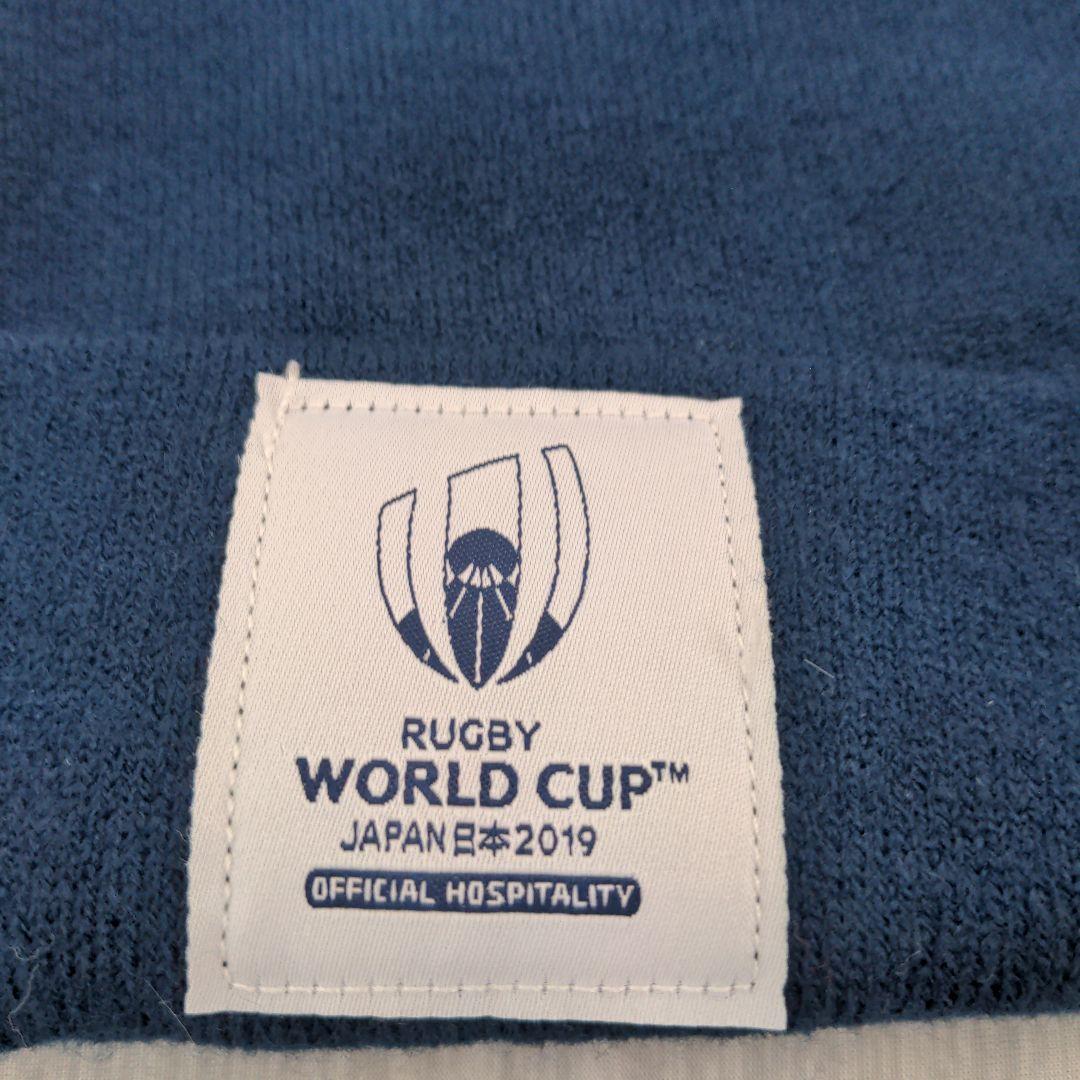 RUGBY
WORLD CUP™
JAPAN日本2019
OFFICIAL HOSPITALITY